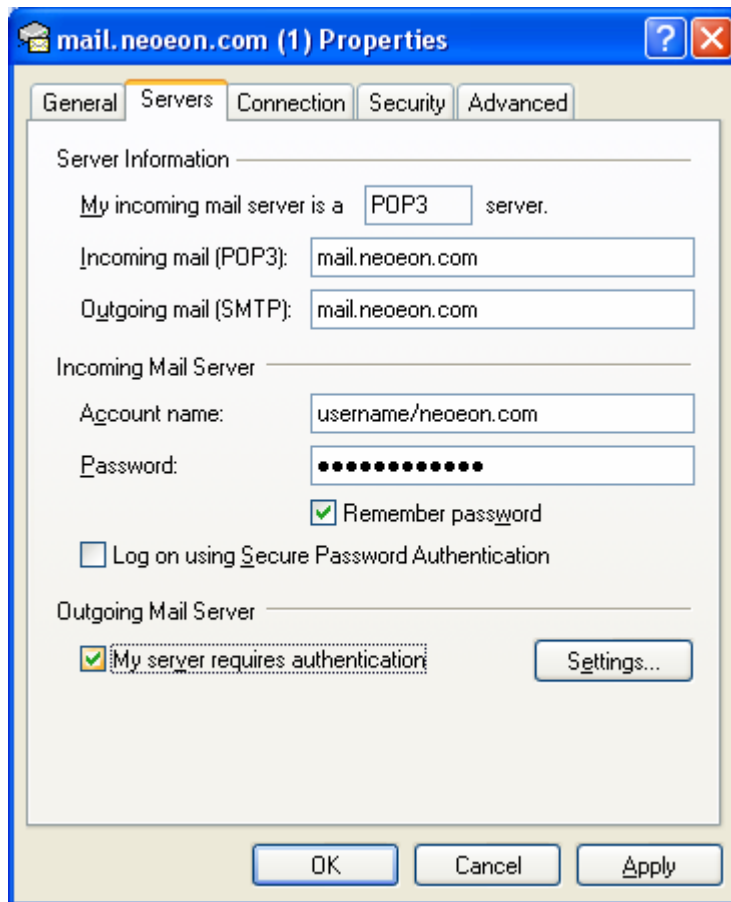 mail.neoeon.com (1) Properties
General Servers Connection Security Advanced
Server Information
My incoming mail server is a POP3 server.
Incoming mail (POP3): mail.neoeon.com
Outgoing mail (SMTP): mail.neoeon.com
Incoming Mail Server
Account name: username/neoeon.com
Password: ●●●●●●●●●●●●
Remember password
Log on using Secure Password Authentication
Outgoing Mail Server
My server requires authentication Settings...
OK Cancel Apply